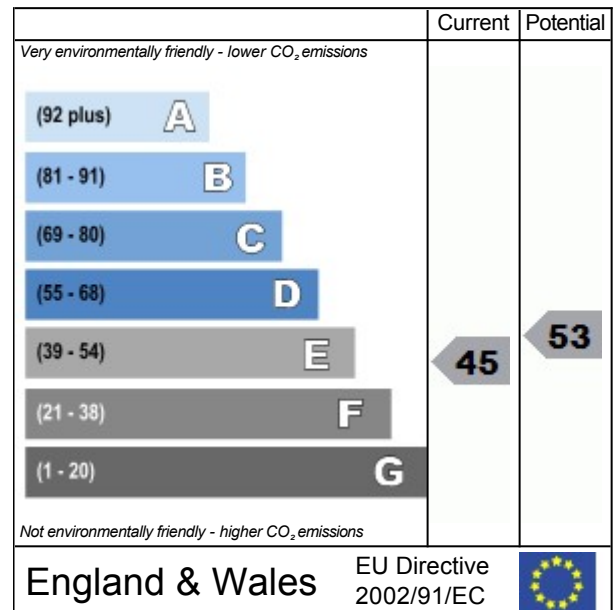 Current Potential
Very environmentally friendly - lower CO₂ emissions
(92 plus) A
(81 - 91) B
(69 - 80) C
(55 - 68) D
(39 - 54) E
45
53
(21 - 38) F
(1 - 20) G
Not environmentally friendly - higher CO₂ emissions
England & Wales
EU Directive
2002/91/EC